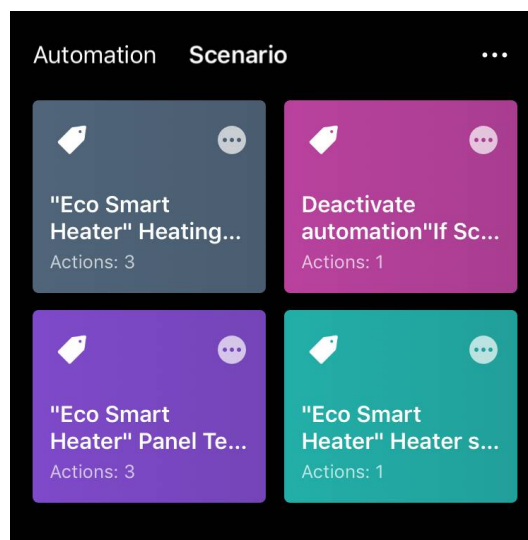 Automation Scenario
"Eco Smart
Heater" Heating...
Actions: 3
Deactivate
automation"If Sc...
Actions: 1
"Eco Smart
Heater" Panel Te...
Actions: 3
"Eco Smart
Heater" Heater s...
Actions: 1